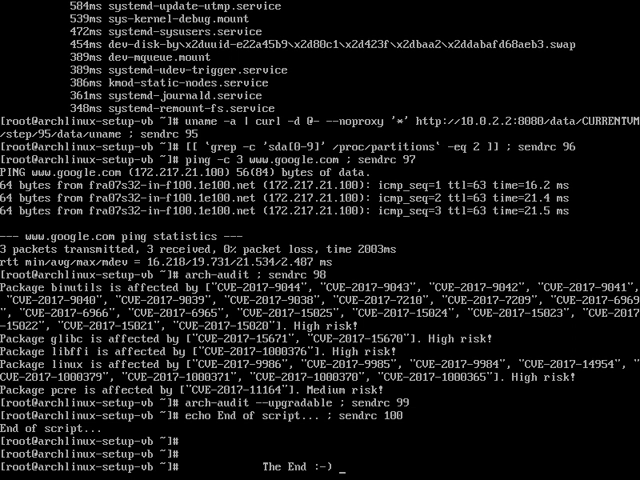 584ms systemd-update-utmp.service
539ms sys-kernel-debug.mount
472ms systemd-sysusers.service
454ms dev-disk-by\x2duuid-e22a45b9\x2d80c1\x2d423f\x2dbaa2\x2ddabafd68aeb3.swap
389ms dev-mqueue.mount
389ms systemd-udev-trigger.service
386ms kmod-static-nodes.service
361ms systemd-journald.service
348ms systemd-remount-fs.service
[root@archlinux-setup-vb ~]# uname -a | curl -d @- --noproxy '*' http://10.0.2.2:8080/data/CURRENTVM
/step/95/data/uname ; sendrc 95
[root@archlinux-setup-vb ~]# [[ `grep -c 'sda[0-9]' /proc/partitions` -eq 2 ]] ; sendrc 96
[root@archlinux-setup-vb ~]# ping -c 3 www.google.com ; sendrc 97
PING www.google.com (172.217.21.100) 56(84) bytes of data.
64 bytes from fra07s32-in-f100.1e100.net (172.217.21.100): icmp_seq=1 ttl=63 time=16.2 ms
64 bytes from fra07s32-in-f100.1e100.net (172.217.21.100): icmp_seq=2 ttl=63 time=21.4 ms
64 bytes from fra07s32-in-f100.1e100.net (172.217.21.100): icmp_seq=3 ttl=63 time=21.5 ms

--- www.google.com ping statistics ---
3 packets transmitted, 3 received, 0% packet loss, time 2003ms
rtt min/avg/max/mdev = 16.218/19.731/21.534/2.487 ms
[root@archlinux-setup-vb ~]# arch-audit ; sendrc 98
Package binutils is affected by ["CVE-2017-9044", "CVE-2017-9043", "CVE-2017-9042", "CVE-2017-9041",
"CVE-2017-9040", "CVE-2017-9039", "CVE-2017-9038", "CVE-2017-7210", "CVE-2017-7209", "CVE-2017-6969
", "CVE-2017-6966", "CVE-2017-6965", "CVE-2017-15025", "CVE-2017-15024", "CVE-2017-15023", "CVE-2017
-15022", "CVE-2017-15021", "CVE-2017-15020"]. High risk!
Package glibc is affected by ["CVE-2017-15671", "CVE-2017-15670"]. High risk!
Package libffi is affected by ["CVE-2017-1000376"]. High risk!
Package linux is affected by ["CVE-2017-9986", "CVE-2017-9985", "CVE-2017-9984", "CVE-2017-14954", "
CVE-2017-1000379", "CVE-2017-1000371", "CVE-2017-1000370", "CVE-2017-1000365"]. High risk!
Package pcre is affected by ["CVE-2017-11164"]. Medium risk!
[root@archlinux-setup-vb ~]# arch-audit --upgradable ; sendrc 99
[root@archlinux-setup-vb ~]# echo End of script... ; sendrc 100
End of script...
[root@archlinux-setup-vb ~]#
[root@archlinux-setup-vb ~]#
[root@archlinux-setup-vb ~]# The End :-) _